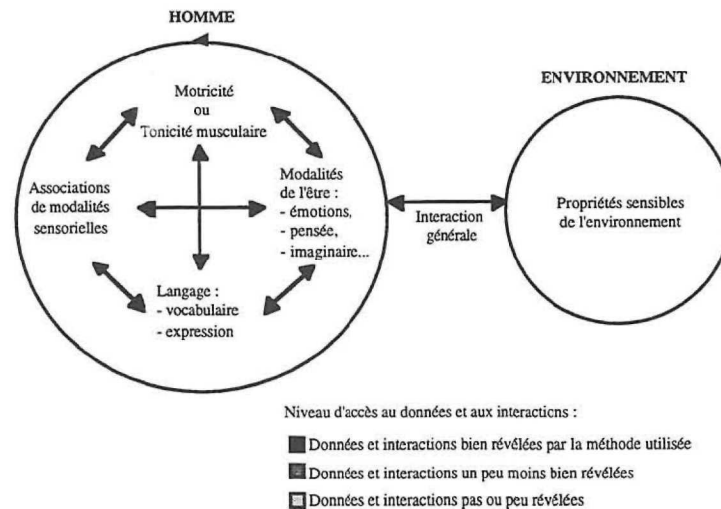 HOMME
Motricité
ou
Tonicité musculaire
Associations
de modalités
sensorielles
Modalités
de l'être :
- émotions,
- pensée,
- imaginaire...
Langage :
- vocabulaire
- expression
Interaction
générale
ENVIRONNEMENT
Propriétés sensibles
de l'environnement
Niveau d'accès au données et aux interactions :
Données et interactions bien révélées par la méthode utilisée
Données et interactions un peu moins bien révélées
Données et interactions pas ou peu révélées